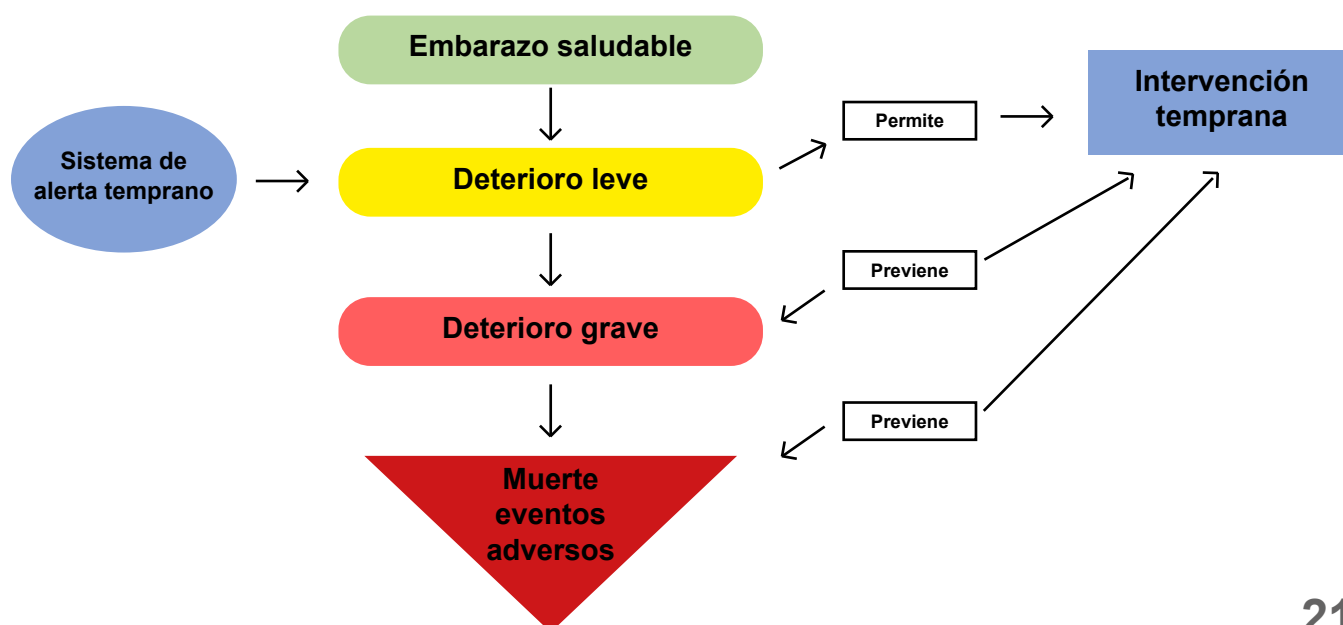 Embarazo saludable
Sistema de
alerta temprano
Deterioro leve
Permite
Intervención
temprana
Previene
Deterioro grave
Previene
Muerte
eventos
adversos
21